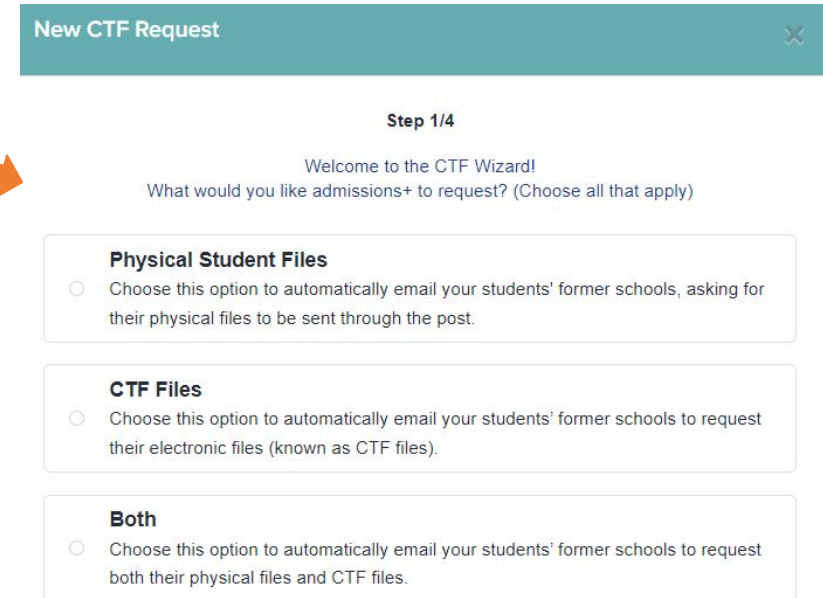 New CTF Request
Step 1/4
Welcome to the CTF Wizard!
What would you like admissions+ to request? (Choose all that apply)
Physical Student Files
Choose this option to automatically email your students' former schools, asking for
their physical files to be sent through the post.
CTF Files
Choose this option to automatically email your students’ former schools to request
their electronic files (known as CTF files).
Both
Choose this option to automatically email your students’ former schools to request
both their physical files and CTF files.